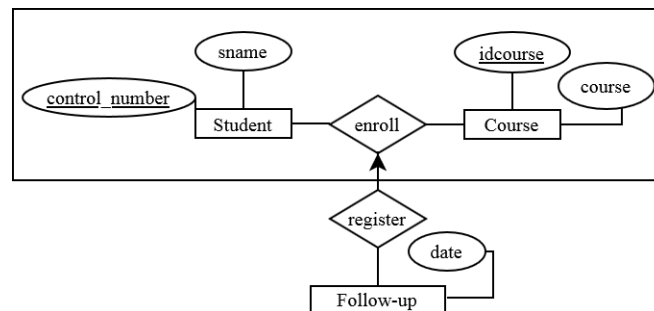 sname
idcourse
control_number
course
Student
enroll
Course
register
date
Follow-up